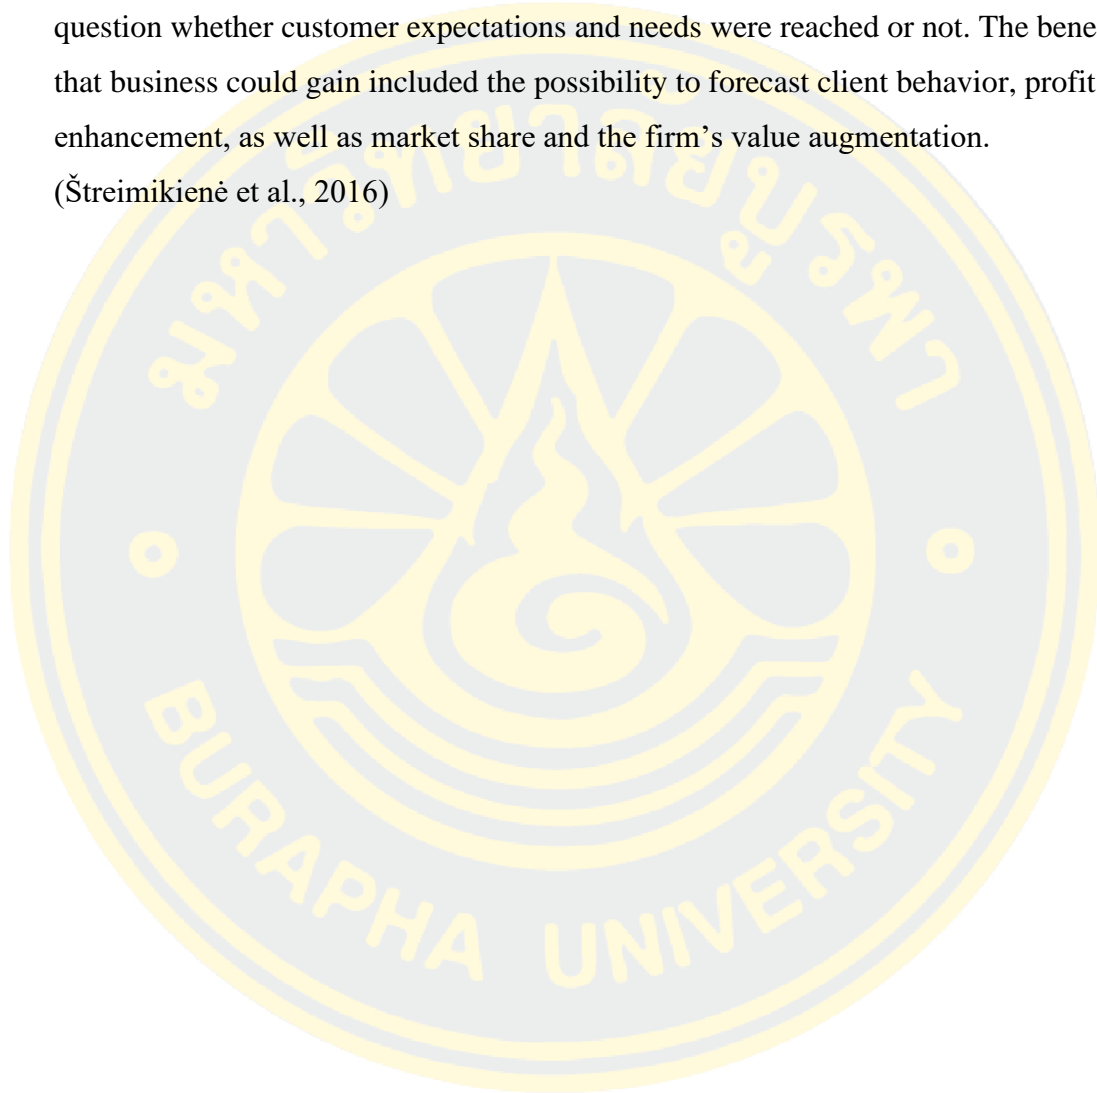 question whether customer expectations and needs were reached or not. The bene
that business could gain included the possibility to forecast client behavior, profit
enhancement, as well as market share and the firm’s value augmentation.
(Štreimikienė et al., 2016)
มหาวิทยาลัยบูรพา
BURAPHA UNIVERSITY